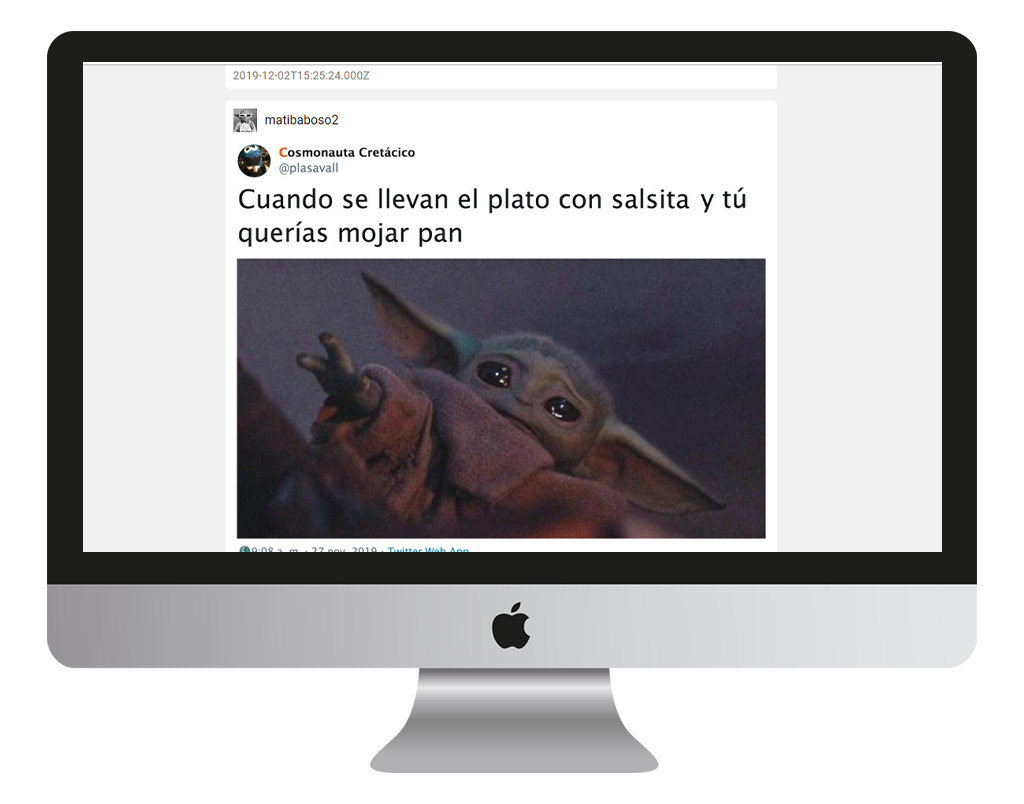 2019-12-02T15:25:24.000Z
matibaboso2
Cosmonauta Cretácico
@plasavall
Cuando se llevan el plato con salsita y tú
querías mojar pan
9:08 a. m. · 27 nov. 2019 · Twitter Web App